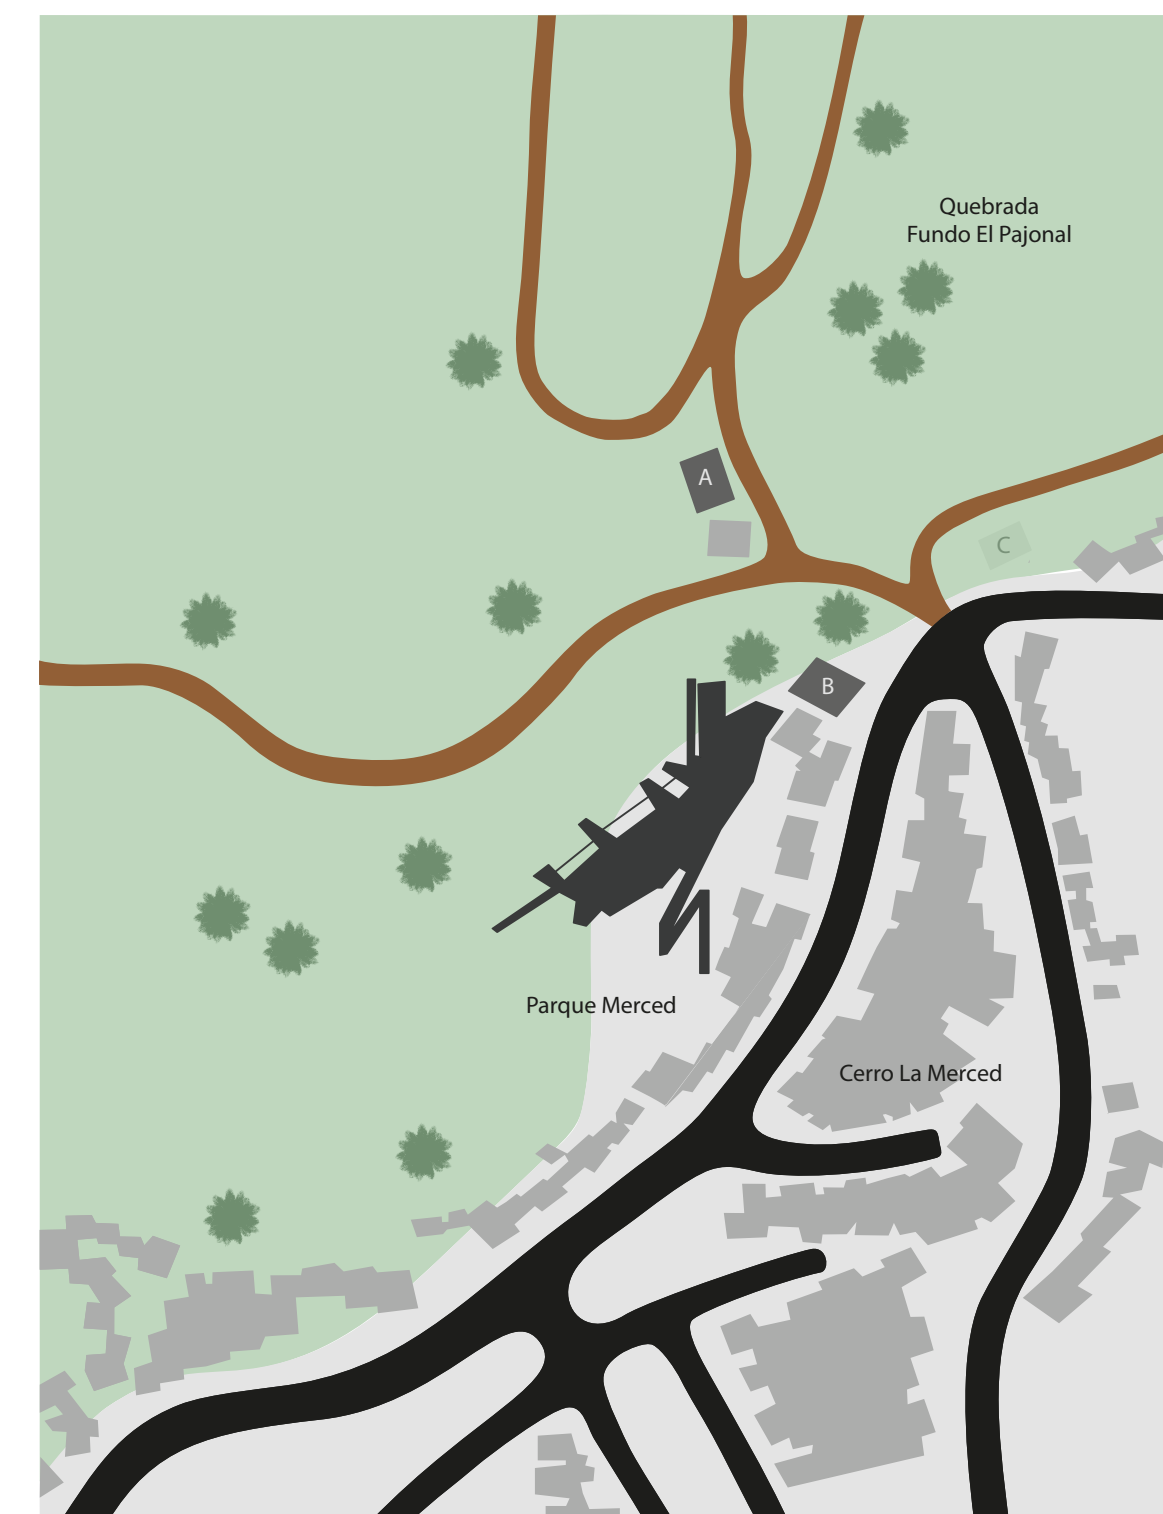 Quebrada
Fundo El Pajonal
A
C
B
Parque Merced
Cerro La Merced